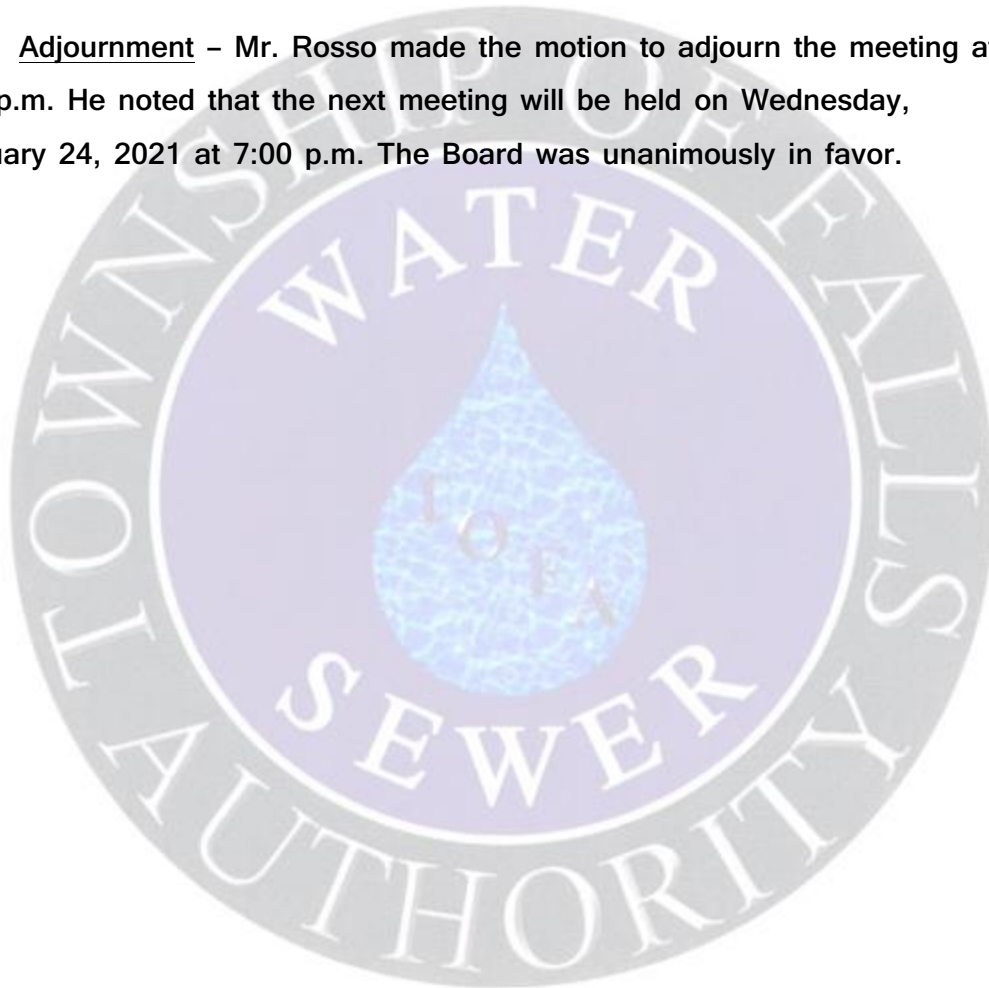 Adjournment – Mr. Rosso made the motion to adjourn the meeting
p.m. He noted that the next meeting will be held on Wednesday,
24, 2021 at 7:00 p.m. The Board was unanimously in favor.
TOWNSHIP OF FALLS
WATER
TOFA
SEWER
AUTHORITY